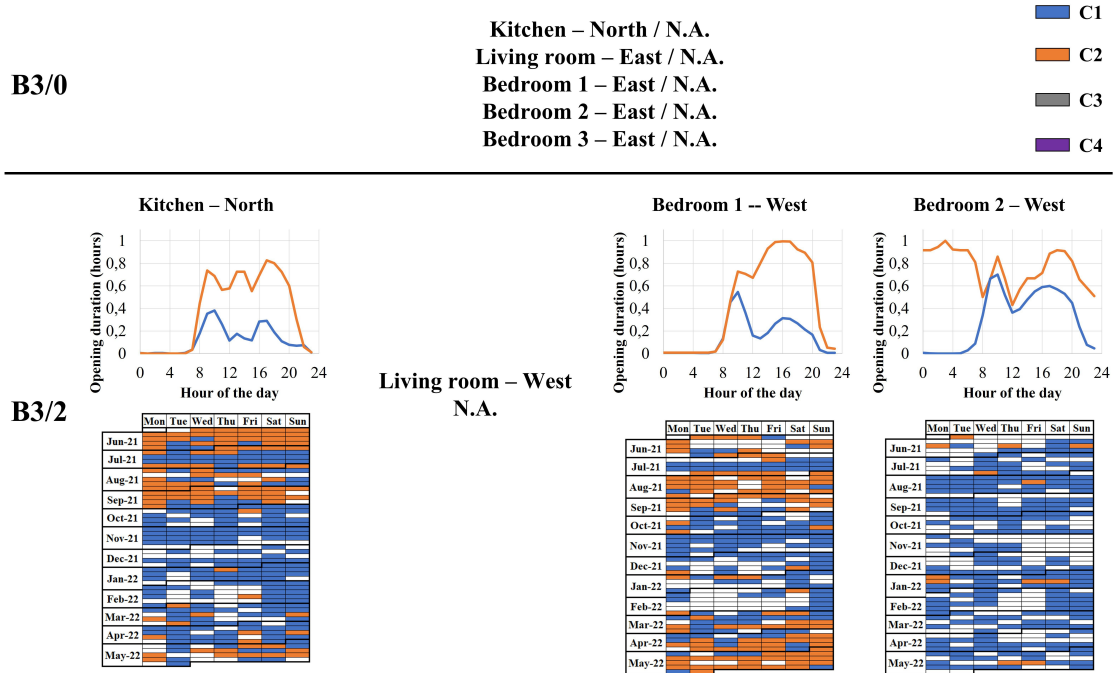 B3/0
Kitchen – North / N.A.
Living room – East / N.A.
Bedroom 1 – East / N.A.
Bedroom 2 – East / N.A.
Bedroom 3 – East / N.A.
C1
C2
C3
C4
B3/2
Kitchen – North
Opening duration (hours)
1
0,8
0,6
0,4
0,2
0
0 4 8 12 16 20 24
Hour of the day
Mon Tue Wed Thu Fri Sat Sun
Jun-21
Jul-21
Aug-21
Sep-21
Oct-21
Nov-21
Dec-21
Jan-22
Feb-22
Mar-22
Apr-22
May-22
Living room – West
N.A.
Bedroom 1 -- West
Opening duration (hours)
1
0,8
0,6
0,4
0,2
0
0 4 8 12 16 20 24
Hour of the day
Mon Tue Wed Thu Fri Sat Sun
Jun-21
Jul-21
Aug-21
Sep-21
Oct-21
Nov-21
Dec-21
Jan-22
Feb-22
Mar-22
Apr-22
May-22
Bedroom 2 – West
Opening duration (hours)
1
0,8
0,6
0,4
0,2
0
0 4 8 12 16 20 24
Hour of the day
Mon Tue Wed Thu Fri Sat Sun
Jun-21
Jul-21
Aug-21
Sep-21
Oct-21
Nov-21
Dec-21
Jan-22
Feb-22
Mar-22
Apr-22
May-22